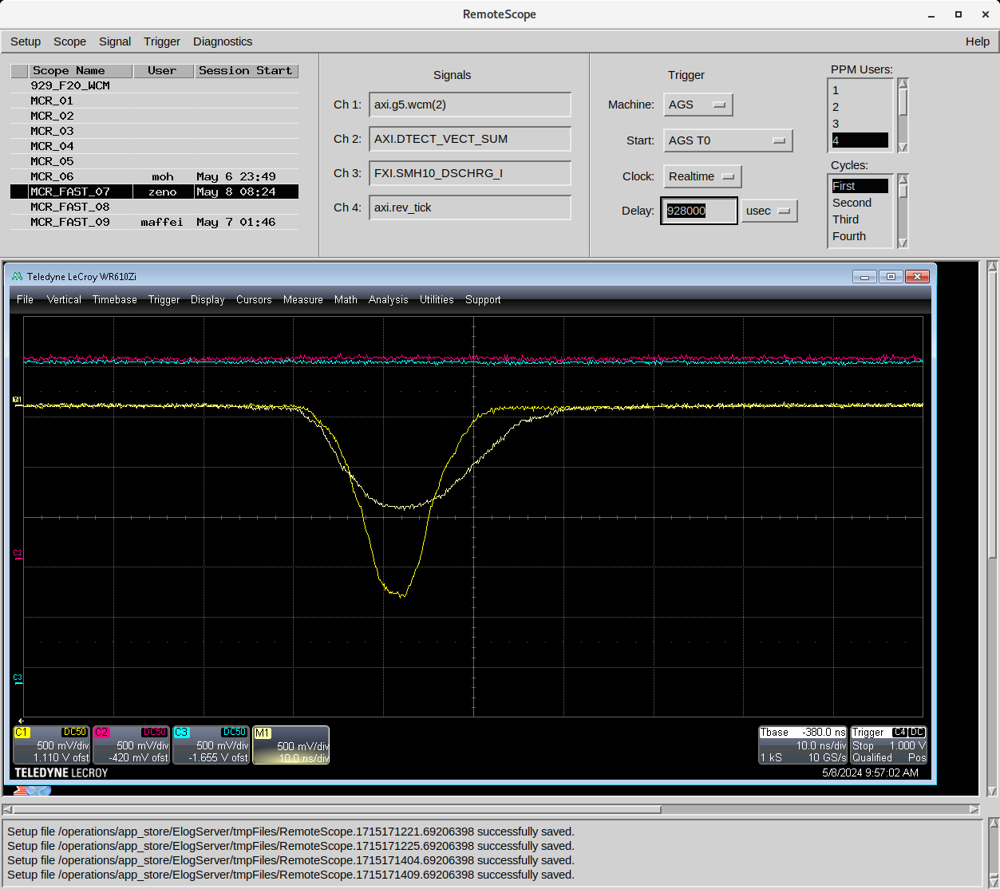 RemoteScope
Setup Scope Signal Trigger Diagnostics Help
Scope Name User Session Start
929_F20_WCM
MCR_01
MCR_02
MCR_03
MCR_04
MCR_05
MCR_06 moh May 6 23:49
MCR_FAST_07 zeno May 8 08:24
MCR_FAST_08
MCR_FAST_09 maffei May 7 01:46
Signals
Ch 1: axi.g5.wcm(2)
Ch 2: AXI.DTECT_VECT_SUM
Ch 3: FXI.SMH10_DSCHRG_I
Ch 4: axi.rev_tick
Trigger
Machine: AGS
Start: AGS T0
Clock: Realtime
Delay: 928000 usec
PPM Users:
1
2
3
4
Cycles:
First
Second
Third
Fourth
Teledyne LeCroy WR610Zi
File Vertical Timebase Trigger Display Cursors Measure Math Analysis Utilities Support
M1
C2
C3
C1 DC50
500 mV/div
1.110 V ofst
C2 DC50
500 mV/div
-420 mV ofst
C3 DC50
500 mV/div
-1.655 V ofst
M1
500 mV/div
10.0 ns/div
Tbase -380.0 ns
10.0 ns/div
1 kS 10 GS/s
Trigger C4 DC
Stop 1.000 V
Qualified Pos
TELEDYNE LECROY
5/8/2024 9:57:02 AM
Setup file /operations/app_store/ElogServer/tmpFiles/RemoteScope.1715171221.69206398 successfully saved.
Setup file /operations/app_store/ElogServer/tmpFiles/RemoteScope.1715171225.69206398 successfully saved.
Setup file /operations/app_store/ElogServer/tmpFiles/RemoteScope.1715171404.69206398 successfully saved.
Setup file /operations/app_store/ElogServer/tmpFiles/RemoteScope.1715171409.69206398 successfully saved.